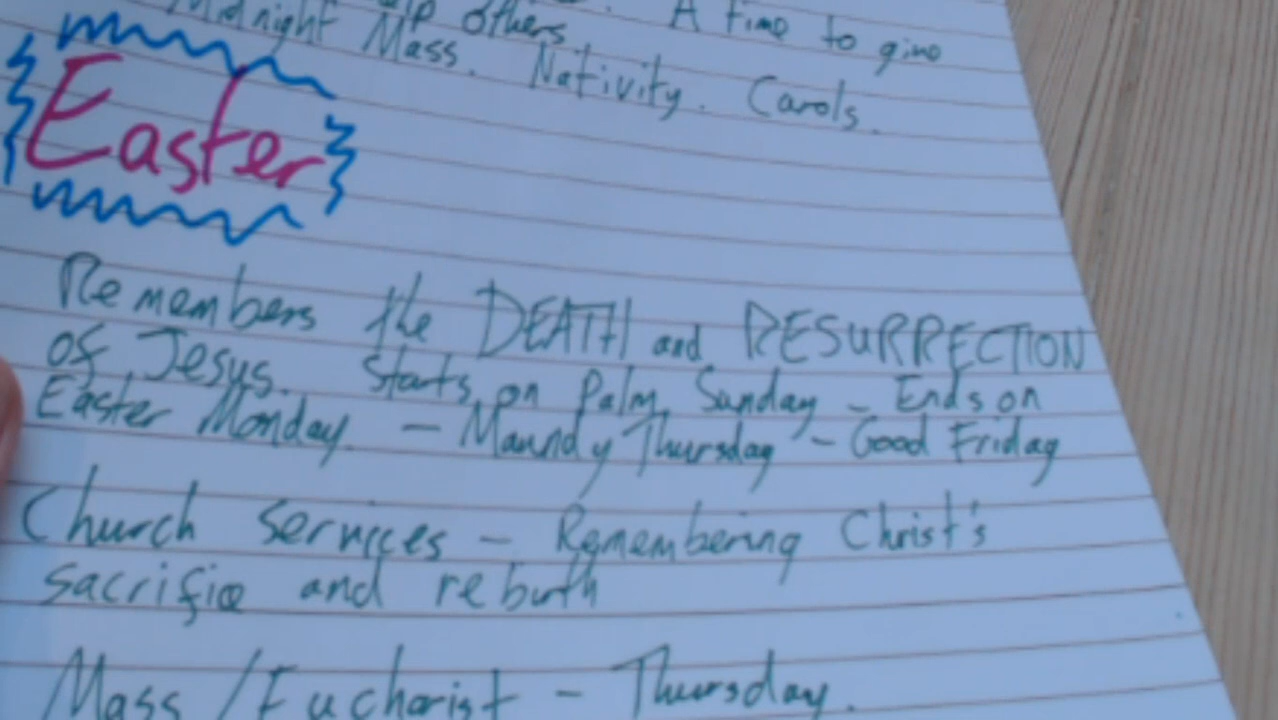 help others. A time to give
Midnight Mass. Nativity. Carols.
Easter
Remembers the DEATH and RESURRECTION
of Jesus. Starts on Palm Sunday - Ends on
Easter Monday. - Maundy Thursday - Good Friday
Church Services - Remembering Christ's
sacrifice and rebirth
Mass / Eucharist - Thursday.